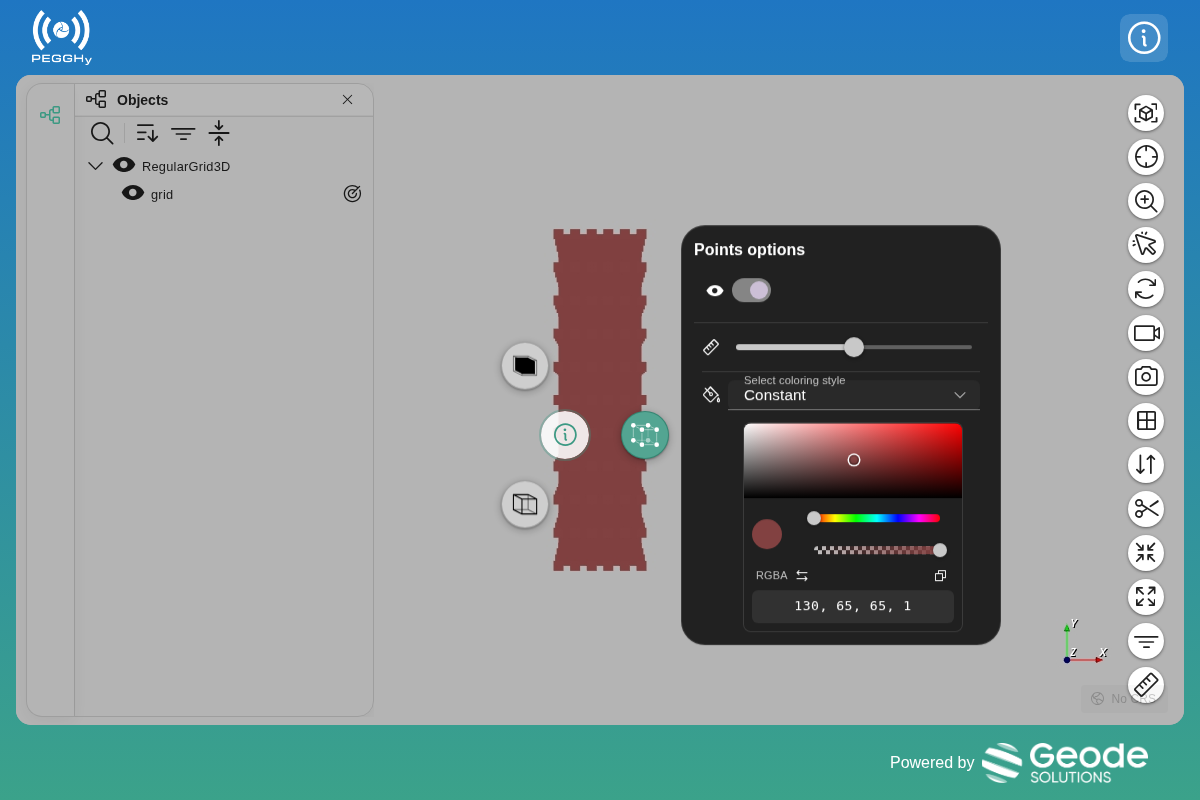 PEGGHy
Objects
RegularGrid3D
grid
Points options
Select coloring style
Constant
RGBA
130, 65, 65, 1
Y
Z
X
No CRS
Powered by
Geode
SOLUTIONS